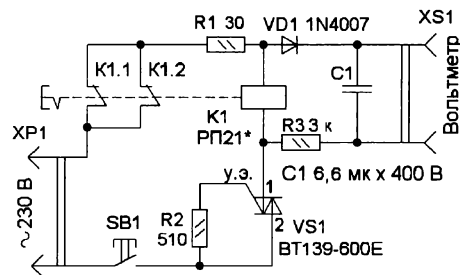 R1 30
VD1 1N4007
XS1
K1.1
K1.2
C1
Вольтметр
K1
РП21*
XP1
R3 3 к
у.э.
1
C1 6,6 мк x 400 В
~230 В
SB1
R2
510
2
VS1
BT139-600E